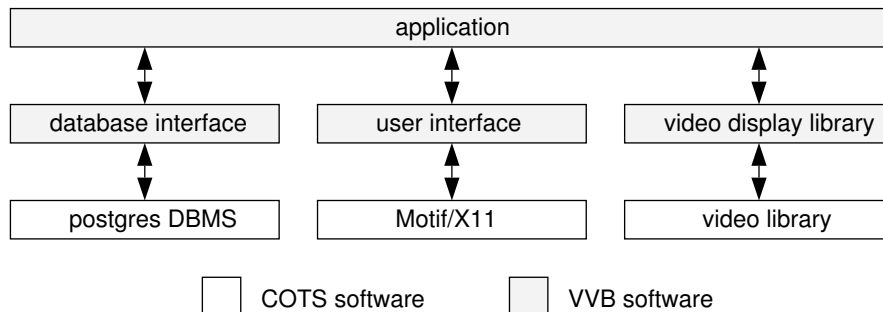 application
database interface
user interface
video display library
postgres DBMS
Motif/X11
video library
COTS software
VVB software